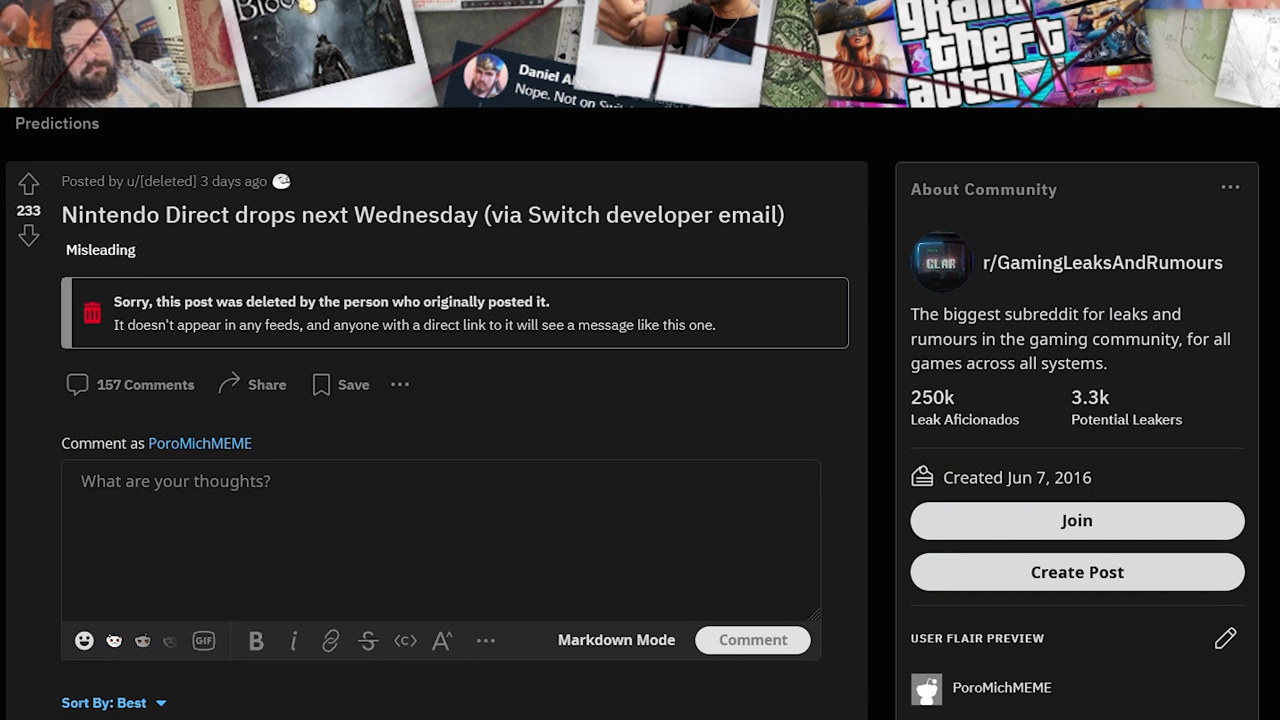 Bloodb
grand
theft
auto
Daniel A
Nope. Not on Swi
Predictions
Posted by u/[deleted] 3 days ago
233
Nintendo Direct drops next Wednesday (via Switch developer email)
Misleading
Sorry, this post was deleted by the person who originally posted it.
It doesn't appear in any feeds, and anyone with a direct link to it will see a message like this one.
157 Comments
Share
Save
Comment as PoroMichMEME
What are your thoughts?
GIF
B i
Markdown Mode
Comment
Sort By: Best
About Community
GLAR
r/GamingLeaksAndRumours
The biggest subreddit for leaks and
rumours in the gaming community, for all
games across all systems.
250k 3.3k
Leak Aficionados Potential Leakers
Created Jun 7, 2016
Join
Create Post
USER FLAIR PREVIEW
PoroMichMEME